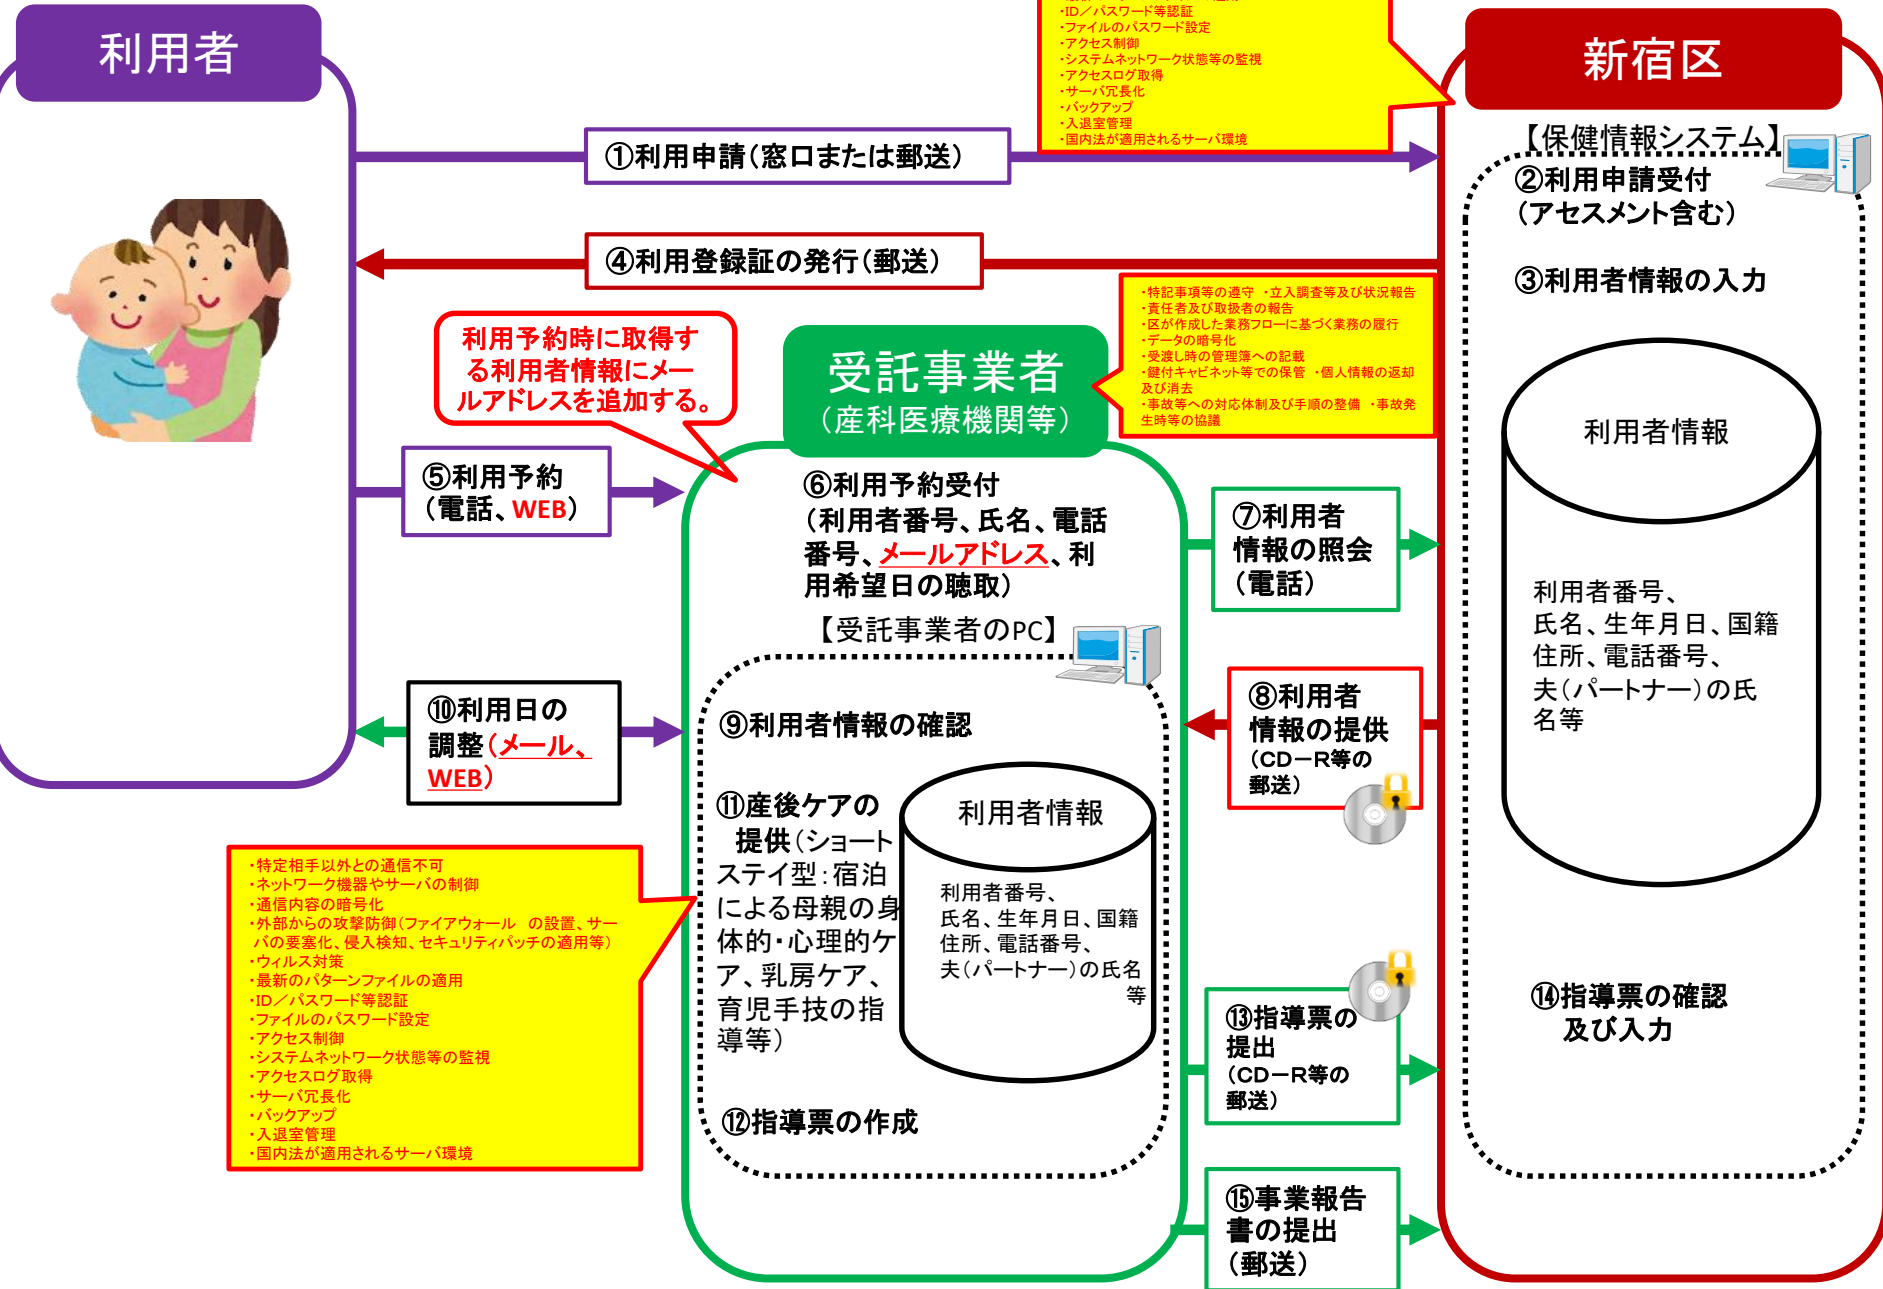 利用者
・ID／パスワード等認証
・ファイルのパスワード設定
・アクセス制御
・システムネットワーク状態等の監視
・アクセスログ取得
・サーバ冗長化
・バックアップ
・入退室管理
・国内法が適用されるサーバ環境
新宿区
【保健情報システム】
①利用申請（窓口または郵送）
②利用申請受付
（アセスメント含む）
④利用登録証の発行（郵送）
③利用者情報の入力
・特記事項等の遵守 ・立入調査等及び状況報告
・責任者及び取扱者の報告
・区が作成した業務フローに基づく業務の履行
・データの暗号化
・受渡し時の管理簿への記載
・鍵付キャビネット等での保管 ・個人情報の返却
及び消去
・事故等への対応体制及び手順の整備 ・事故発
生時等の協議
利用予約時に取得す
る利用者情報にメー
ルアドレスを追加する。
受託事業者
（産科医療機関等）
利用者情報
⑤利用予約
（電話、WEB）
⑥利用予約受付
（利用者番号、氏名、電話
番号、メールアドレス、利
用希望日の聴取）
⑦利用者
情報の照会
（電話）
利用者番号、
氏名、生年月日、国籍
住所、電話番号、
夫（パートナー）の氏
名等
【受託事業者のPC】
⑩利用日の
調整（メール、
WEB）
⑨利用者情報の確認
⑧利用者
情報の提供
（CD－R等の
郵送）
⑪産後ケアの
提供（ショート
ステイ型：宿泊
による母親の身
体的・心理的ケ
ア、乳房ケア、
育児手技の指
導等）
利用者情報
利用者番号、
氏名、生年月日、国籍
住所、電話番号、
夫（パートナー）の氏名
等
・特定相手以外との通信不可
・ネットワーク機器やサーバの制御
・通信内容の暗号化
・外部からの攻撃防御（ファイアウォール の設置、サー
バの要塞化、侵入検知、セキュリティパッチの適用等）
・ウィルス対策
・最新のパターンファイルの適用
・ID／パスワード等認証
・ファイルのパスワード設定
・アクセス制御
・システムネットワーク状態等の監視
・アクセスログ取得
・サーバ冗長化
・バックアップ
・入退室管理
・国内法が適用されるサーバ環境
⑫指導票の作成
⑬指導票の
提出
（CD－R等の
郵送）
⑭指導票の確認
及び入力
⑮事業報告
書の提出
（郵送）